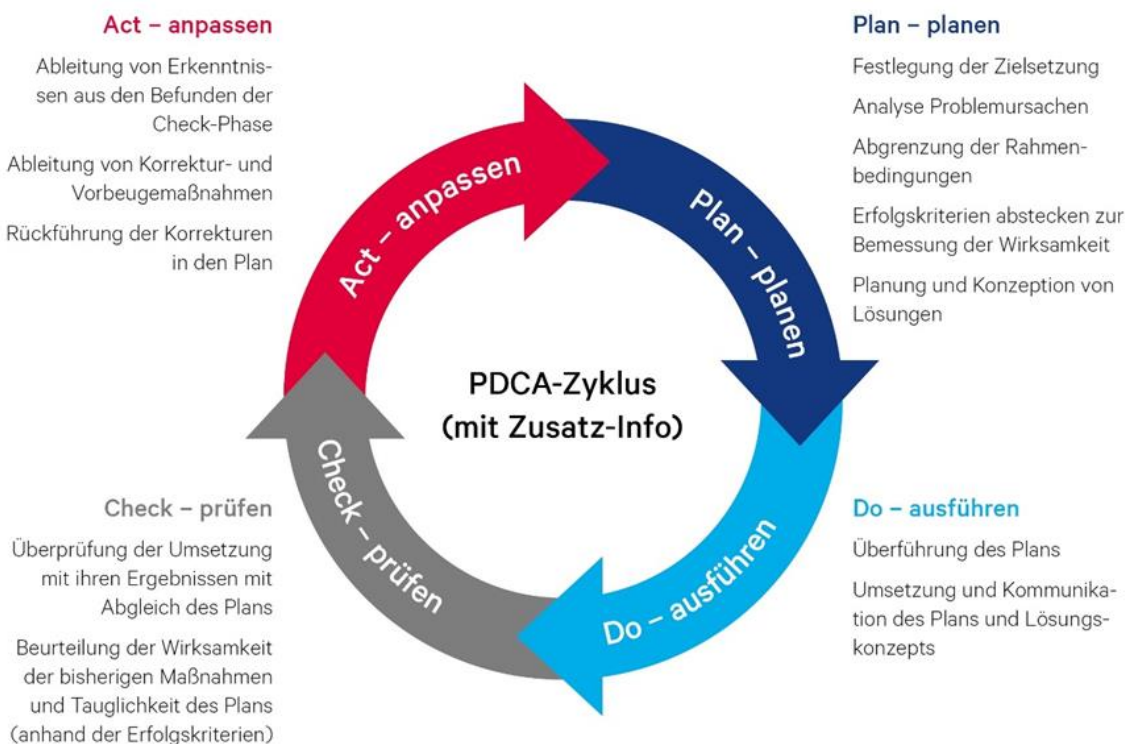 Act – anpassen
Ableitung von Erkenntnis-
sen aus den Befunden der
Check-Phase
Ableitung von Korrektur- und
Vorbeugemaßnahmen
Rückführung der Korrekturen
in den Plan
Plan – planen
Festlegung der Zielsetzung
Analyse Problemursachen
Abgrenzung der Rahmen-
bedingungen
Erfolgskriterien abstecken zur
Bemessung der Wirksamkeit
Planung und Konzeption von
Lösungen
Act – anpassen
Plan – planen
PDCA-Zyklus
(mit Zusatz-Info)
Check – prüfen
Do – ausführen
Check – prüfen
Überprüfung der Umsetzung
mit ihren Ergebnissen mit
Abgleich des Plans
Beurteilung der Wirksamkeit
der bisherigen Maßnahmen
und Tauglichkeit des Plans
(anhand der Erfolgskriterien)
Do – ausführen
Überführung des Plans
Umsetzung und Kommunika-
tion des Plans und Lösungs-
konzepts